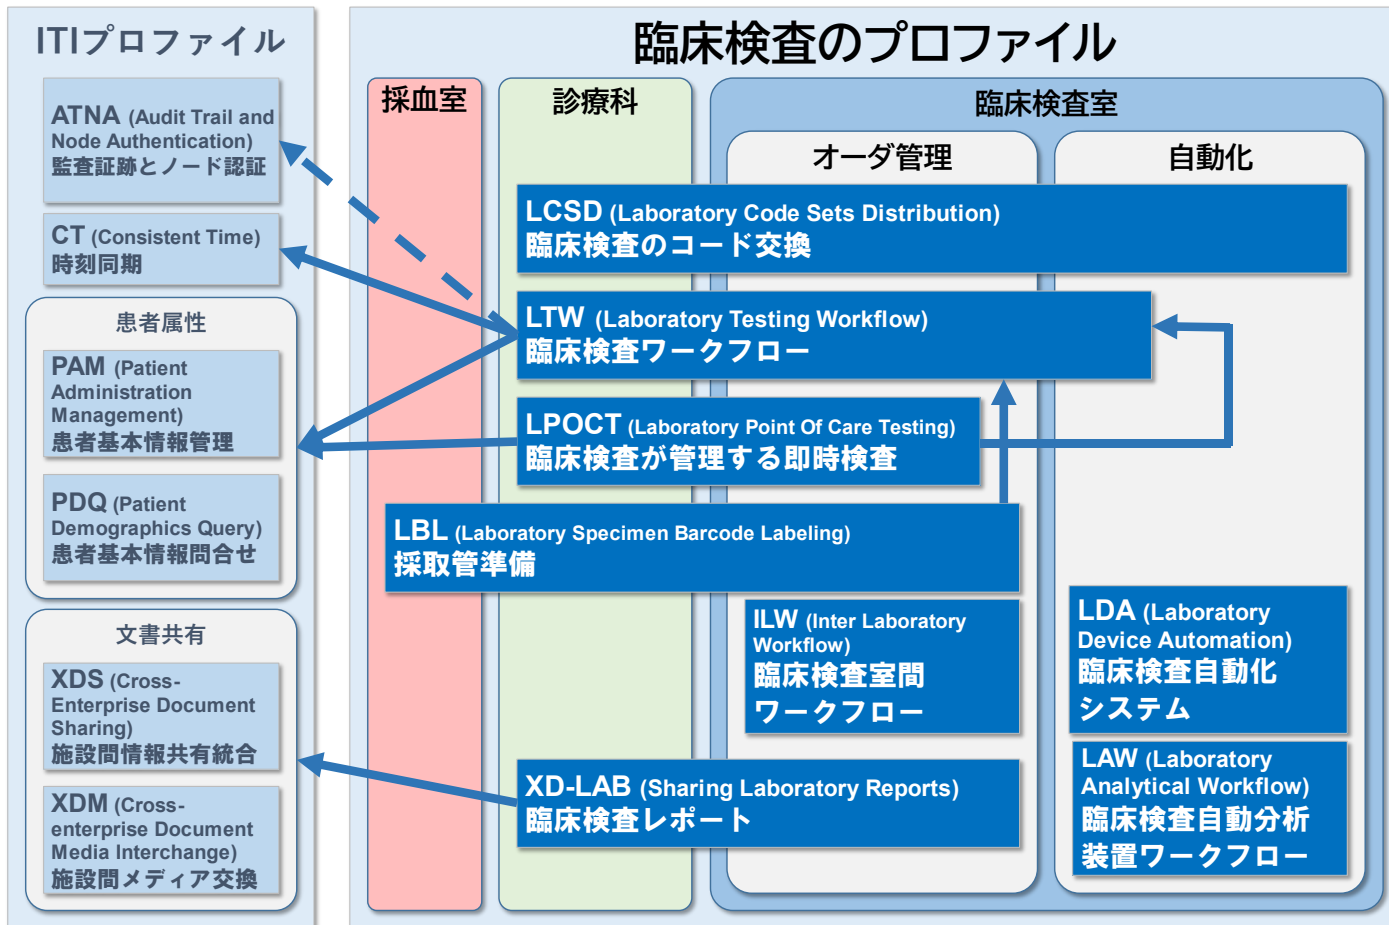 ITIプロファイル
ATNA (Audit Trail and
Node Authentication)
監査証跡とノード認証
CT (Consistent Time)
時刻同期
患者属性
PAM (Patient
Administration
Management)
患者基本情報管理
PDQ (Patient
Demographics Query)
患者基本情報問合せ
文書共有
XDS (Cross-
Enterprise Document
Sharing)
施設間情報共有統合
XDM (Cross-
enterprise Document
Media Interchange)
施設間メディア交換
臨床検査のプロファイル
採血室
診療科
臨床検査室
オーダ管理
自動化
LCSD (Laboratory Code Sets Distribution)
臨床検査のコード交換
LTW (Laboratory Testing Workflow)
臨床検査ワークフロー
LPOCT (Laboratory Point Of Care Testing)
臨床検査が管理する即時検査
LBL (Laboratory Specimen Barcode Labeling)
採取管準備
ILW (Inter Laboratory
Workflow)
臨床検査室間
ワークフロー
LDA (Laboratory
Device Automation)
臨床検査自動化
システム
XD-LAB (Sharing Laboratory Reports)
臨床検査レポート
LAW (Laboratory
Analytical Workflow)
臨床検査自動分析
装置ワークフロー